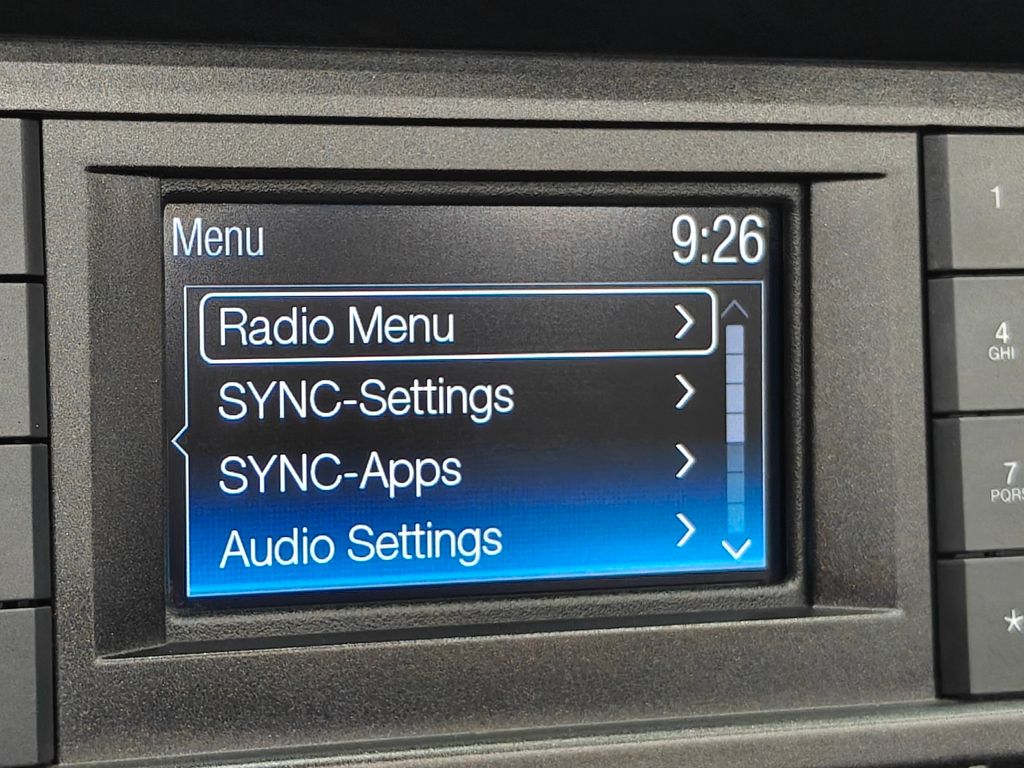 Menu 9:26
Radio Menu
SYNC-Settings
SYNC-Apps
Audio Settings
1
4
GHI
7
PQRS
*